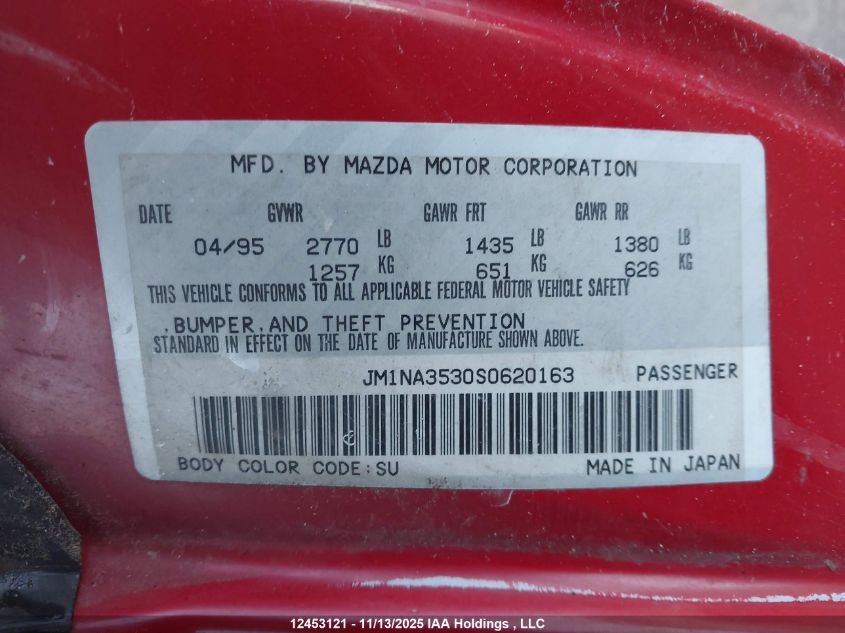 MFD. BY MAZDA MOTOR CORPORATION
DATE GVWR GAWR FRT GAWR RR
04/95 2770 LB 1435 LB 1380 LB
1257 KG 651 KG 626 KG
THIS VEHICLE CONFORMS TO ALL APPLICABLE FEDERAL MOTOR VEHICLE SAFETY
,BUMPER,AND THEFT PREVENTION
STANDARD IN EFFECT ON THE DATE OF MANUFACTURE SHOWN ABOVE.
JM1NA3530S0620163 PASSENGER
BODY COLOR CODE:SU MADE IN JAPAN
12453121 - 11/13/2025 IAA Holdings , LLC